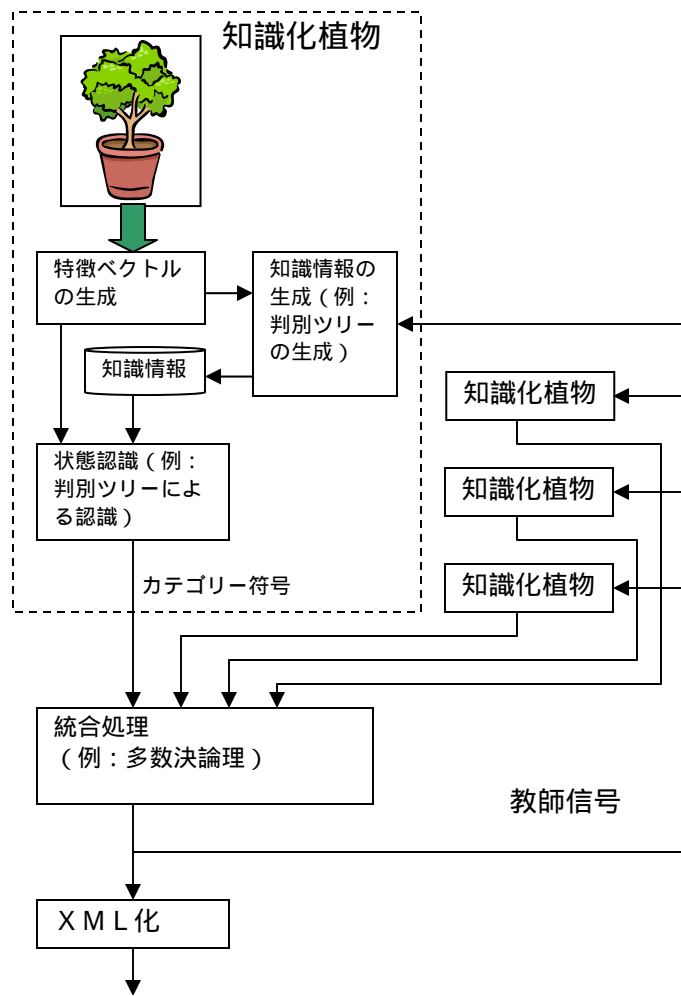 知識化植物
特徴ベクトル
の生成
知識情報の
生成（例：
判別ツリー
の生成）
知識情報
知識化植物
状態認識（例：
判別ツリーによ
る認識）
知識化植物
カテゴリー符号
知識化植物
統合処理
（例：多数決論理）
教師信号
ＸＭＬ化